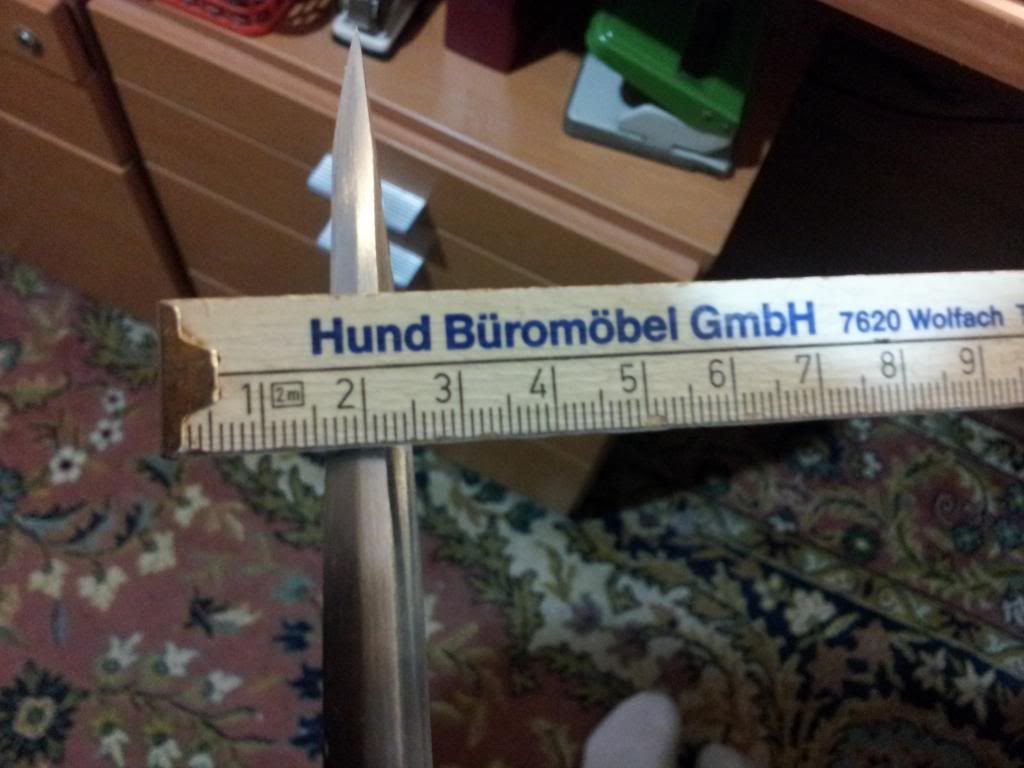 Hund Büromöbel GmbH 7620 Wolfach
1 2m 2 3 4 5 6 7 8 9